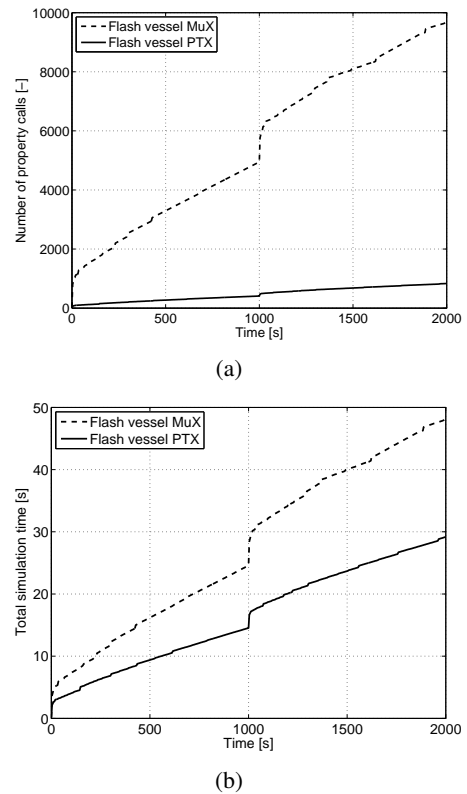 10000
8000
6000
4000
2000
0
Number of property calls [-]
Flash vessel MuX
Flash vessel PTX
0 500 1000 1500 2000
Time [s]
(a)
50
40
30
20
10
0
Total simulation time [s]
Flash vessel MuX
Flash vessel PTX
0 500 1000 1500 2000
Time [s]
(b)